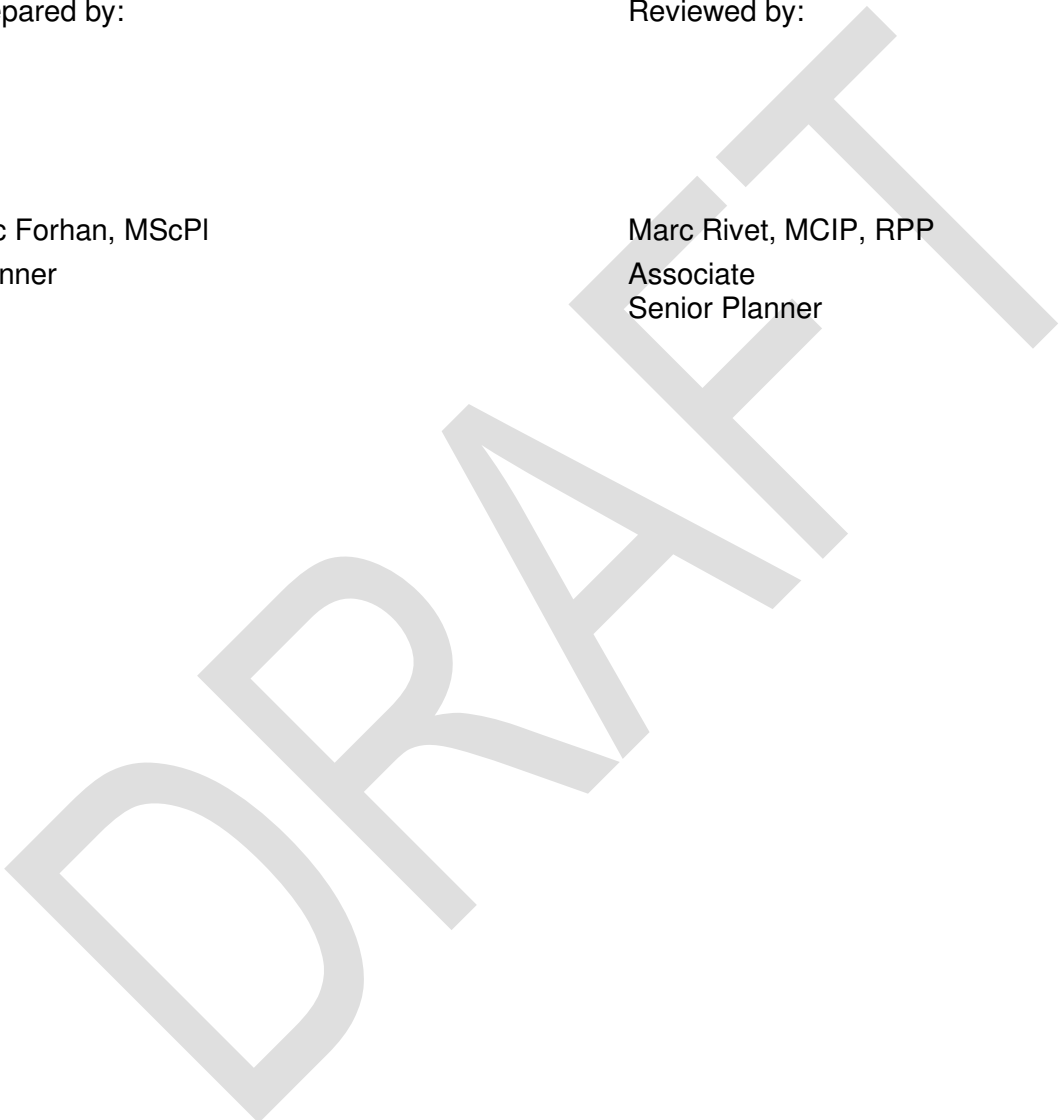 pared by:
Reviewed by:
c Forhan, MScPl
Marc Rivet, MCIP, RPP
nner
Associate
Senior Planner
DRAFT